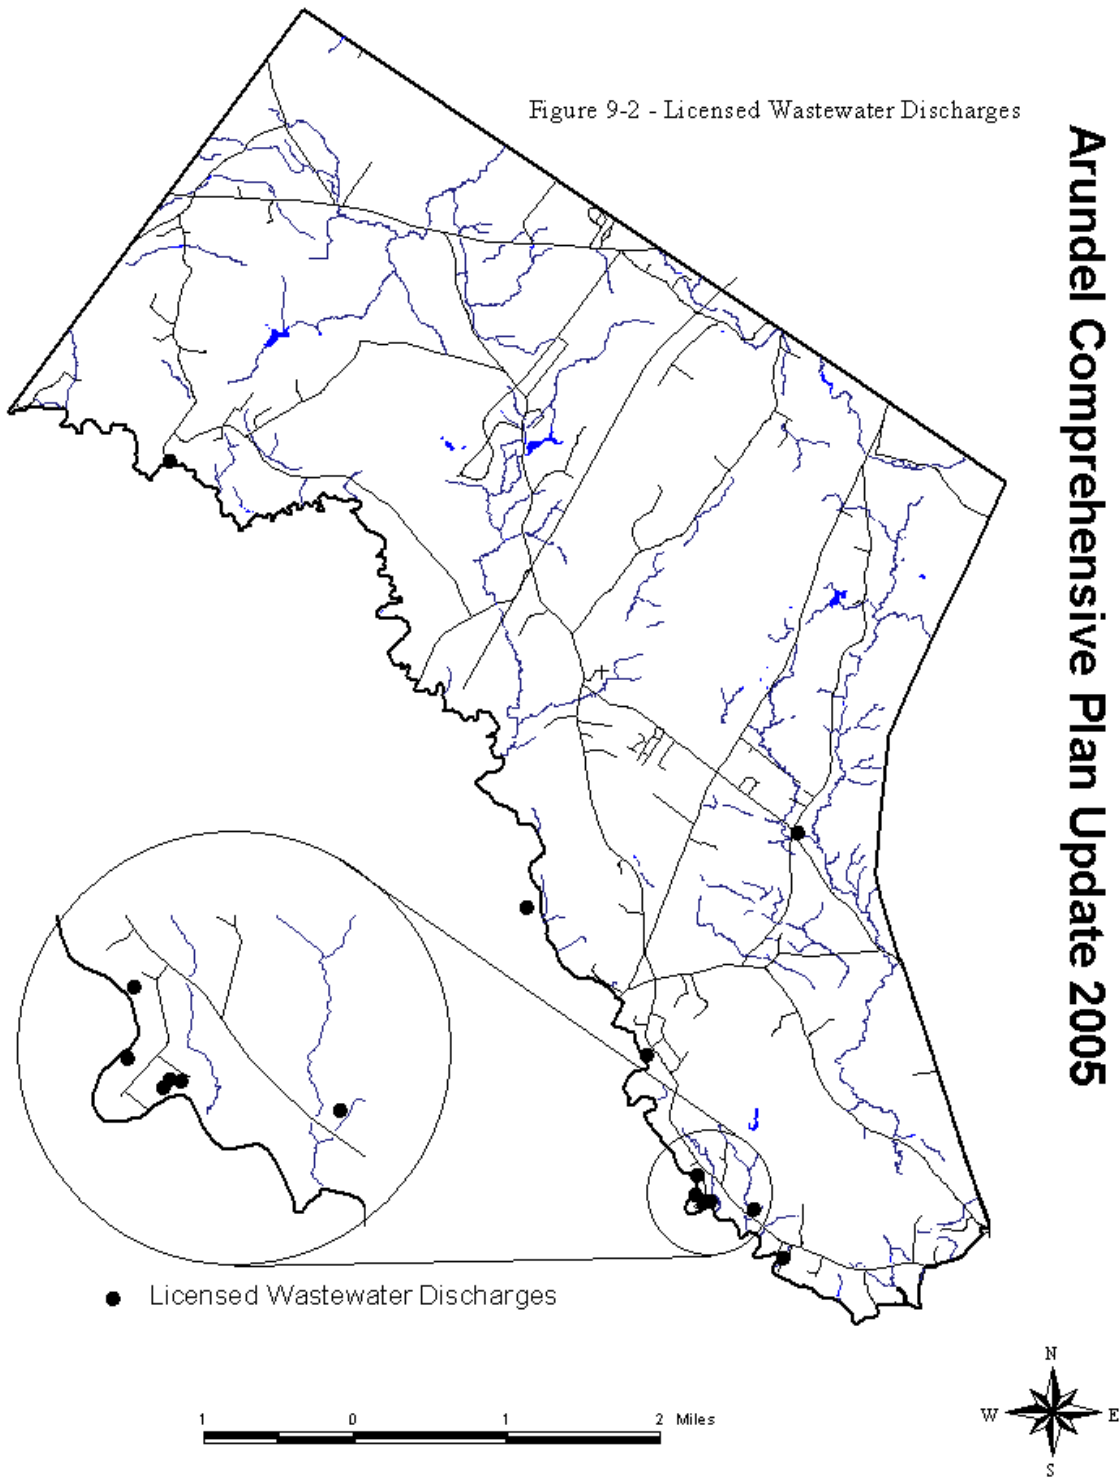 Figure 9-2 - Licensed Wastewater Discharges
Arundel Comprehensive Plan Update 2005
Licensed Wastewater Discharges
1 0 1 2 Miles
N
W E
S